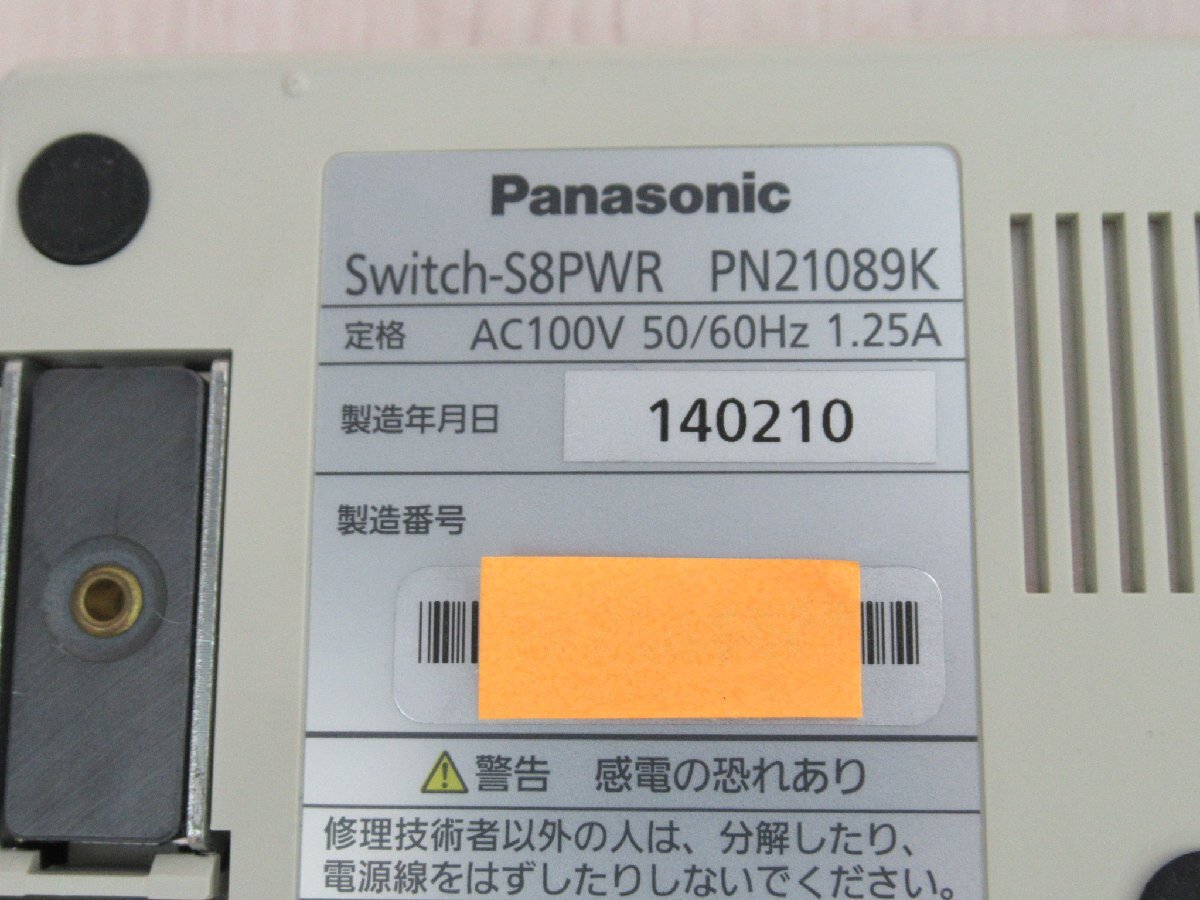 Panasonic
Switch-S8PWR PN21089K
定格 AC100V 50/60Hz 1.25A
製造年月日 140210
製造番号
警告 感電の恐れあり
修理技術者以外の人は、分解したり、
電源線をはずしたりしないでください。